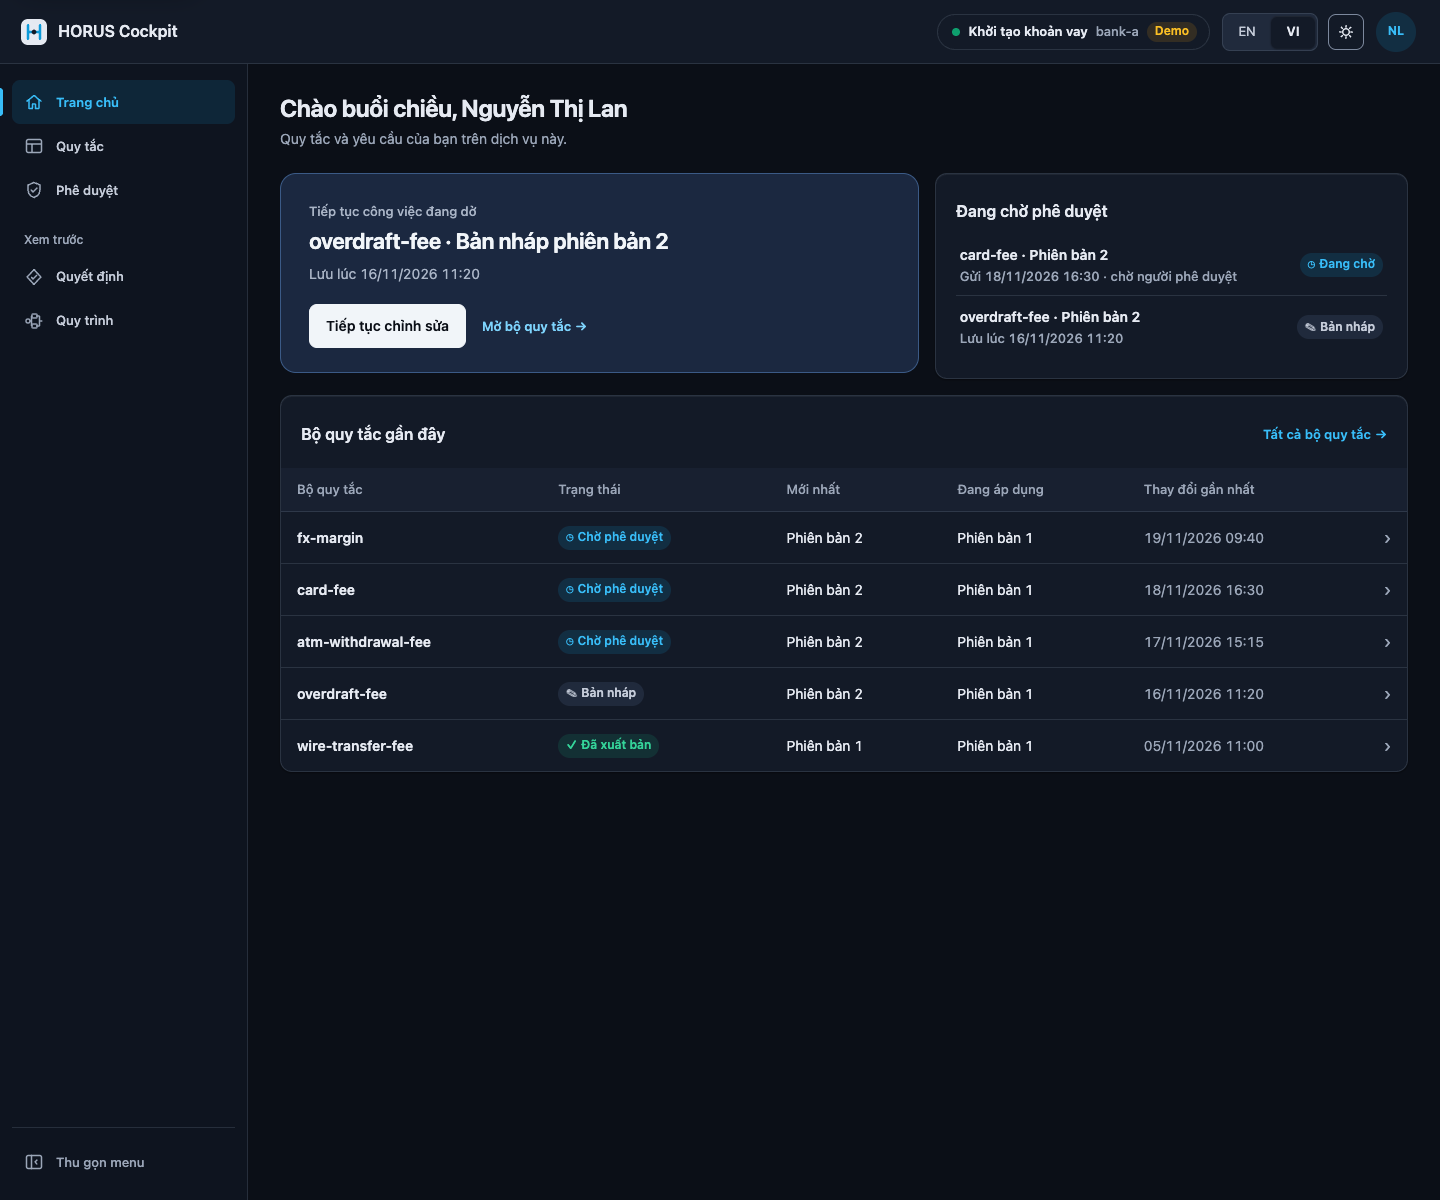 HORUS Cockpit
Khởi tạo khoản vay bank-a Demo
EN VI
NL
Trang chủ
Quy tắc
Phê duyệt
Xem trước
Quyết định
Quy trình
Thu gọn menu
Chào buổi chiều, Nguyễn Thị Lan
Quy tắc và yêu cầu của bạn trên dịch vụ này.
Tiếp tục công việc đang dở
overdraft-fee · Bản nháp phiên bản 2
Lưu lúc 16/11/2026 11:20
Tiếp tục chỉnh sửa Mở bộ quy tắc →
Đang chờ phê duyệt
card-fee · Phiên bản 2
Gửi 18/11/2026 16:30 · chờ người phê duyệt
Đang chờ
overdraft-fee · Phiên bản 2
Lưu lúc 16/11/2026 11:20
Bản nháp
Bộ quy tắc gần đây
Tất cả bộ quy tắc →
Bộ quy tắc Trạng thái Mới nhất Đang áp dụng Thay đổi gần nhất
fx-margin Chờ phê duyệt Phiên bản 2 Phiên bản 1 19/11/2026 09:40 ›
card-fee Chờ phê duyệt Phiên bản 2 Phiên bản 1 18/11/2026 16:30 ›
atm-withdrawal-fee Chờ phê duyệt Phiên bản 2 Phiên bản 1 17/11/2026 15:15 ›
overdraft-fee Bản nháp Phiên bản 2 Phiên bản 1 16/11/2026 11:20 ›
wire-transfer-fee ✓ Đã xuất bản Phiên bản 1 Phiên bản 1 05/11/2026 11:00 ›